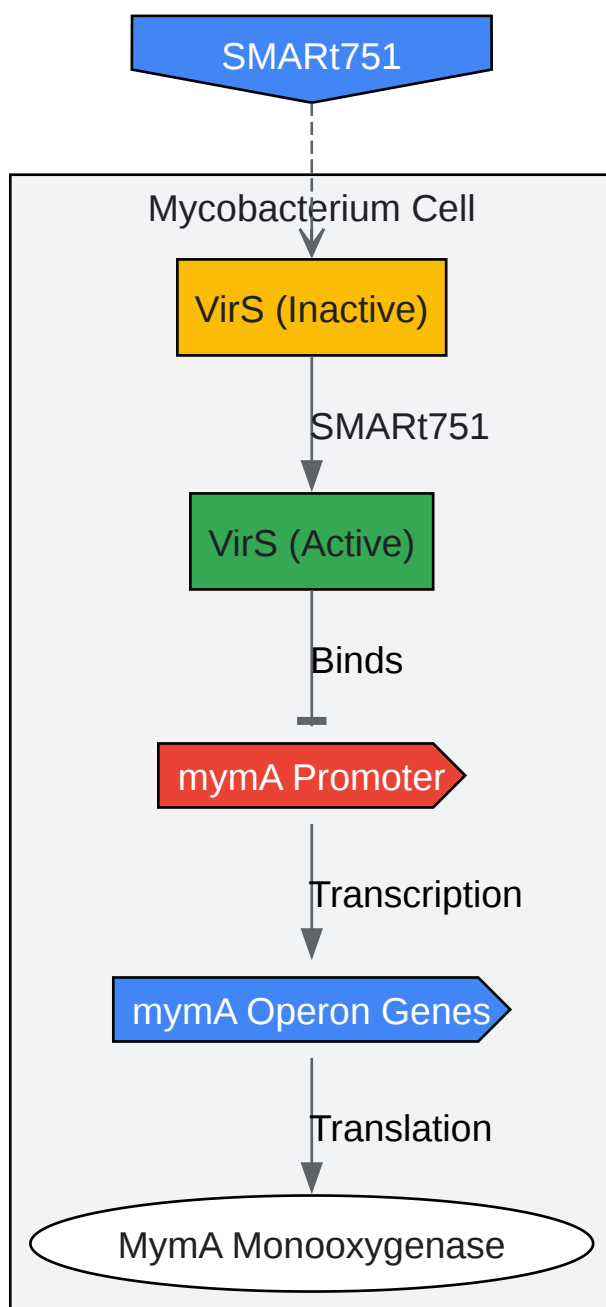 SMARt751
Mycobacterium Cell
VirS (Inactive)
SMARt751
VirS (Active)
Binds
mymA Promoter
Transcription
mymA Operon Genes
Translation
MymA Monooxygenase